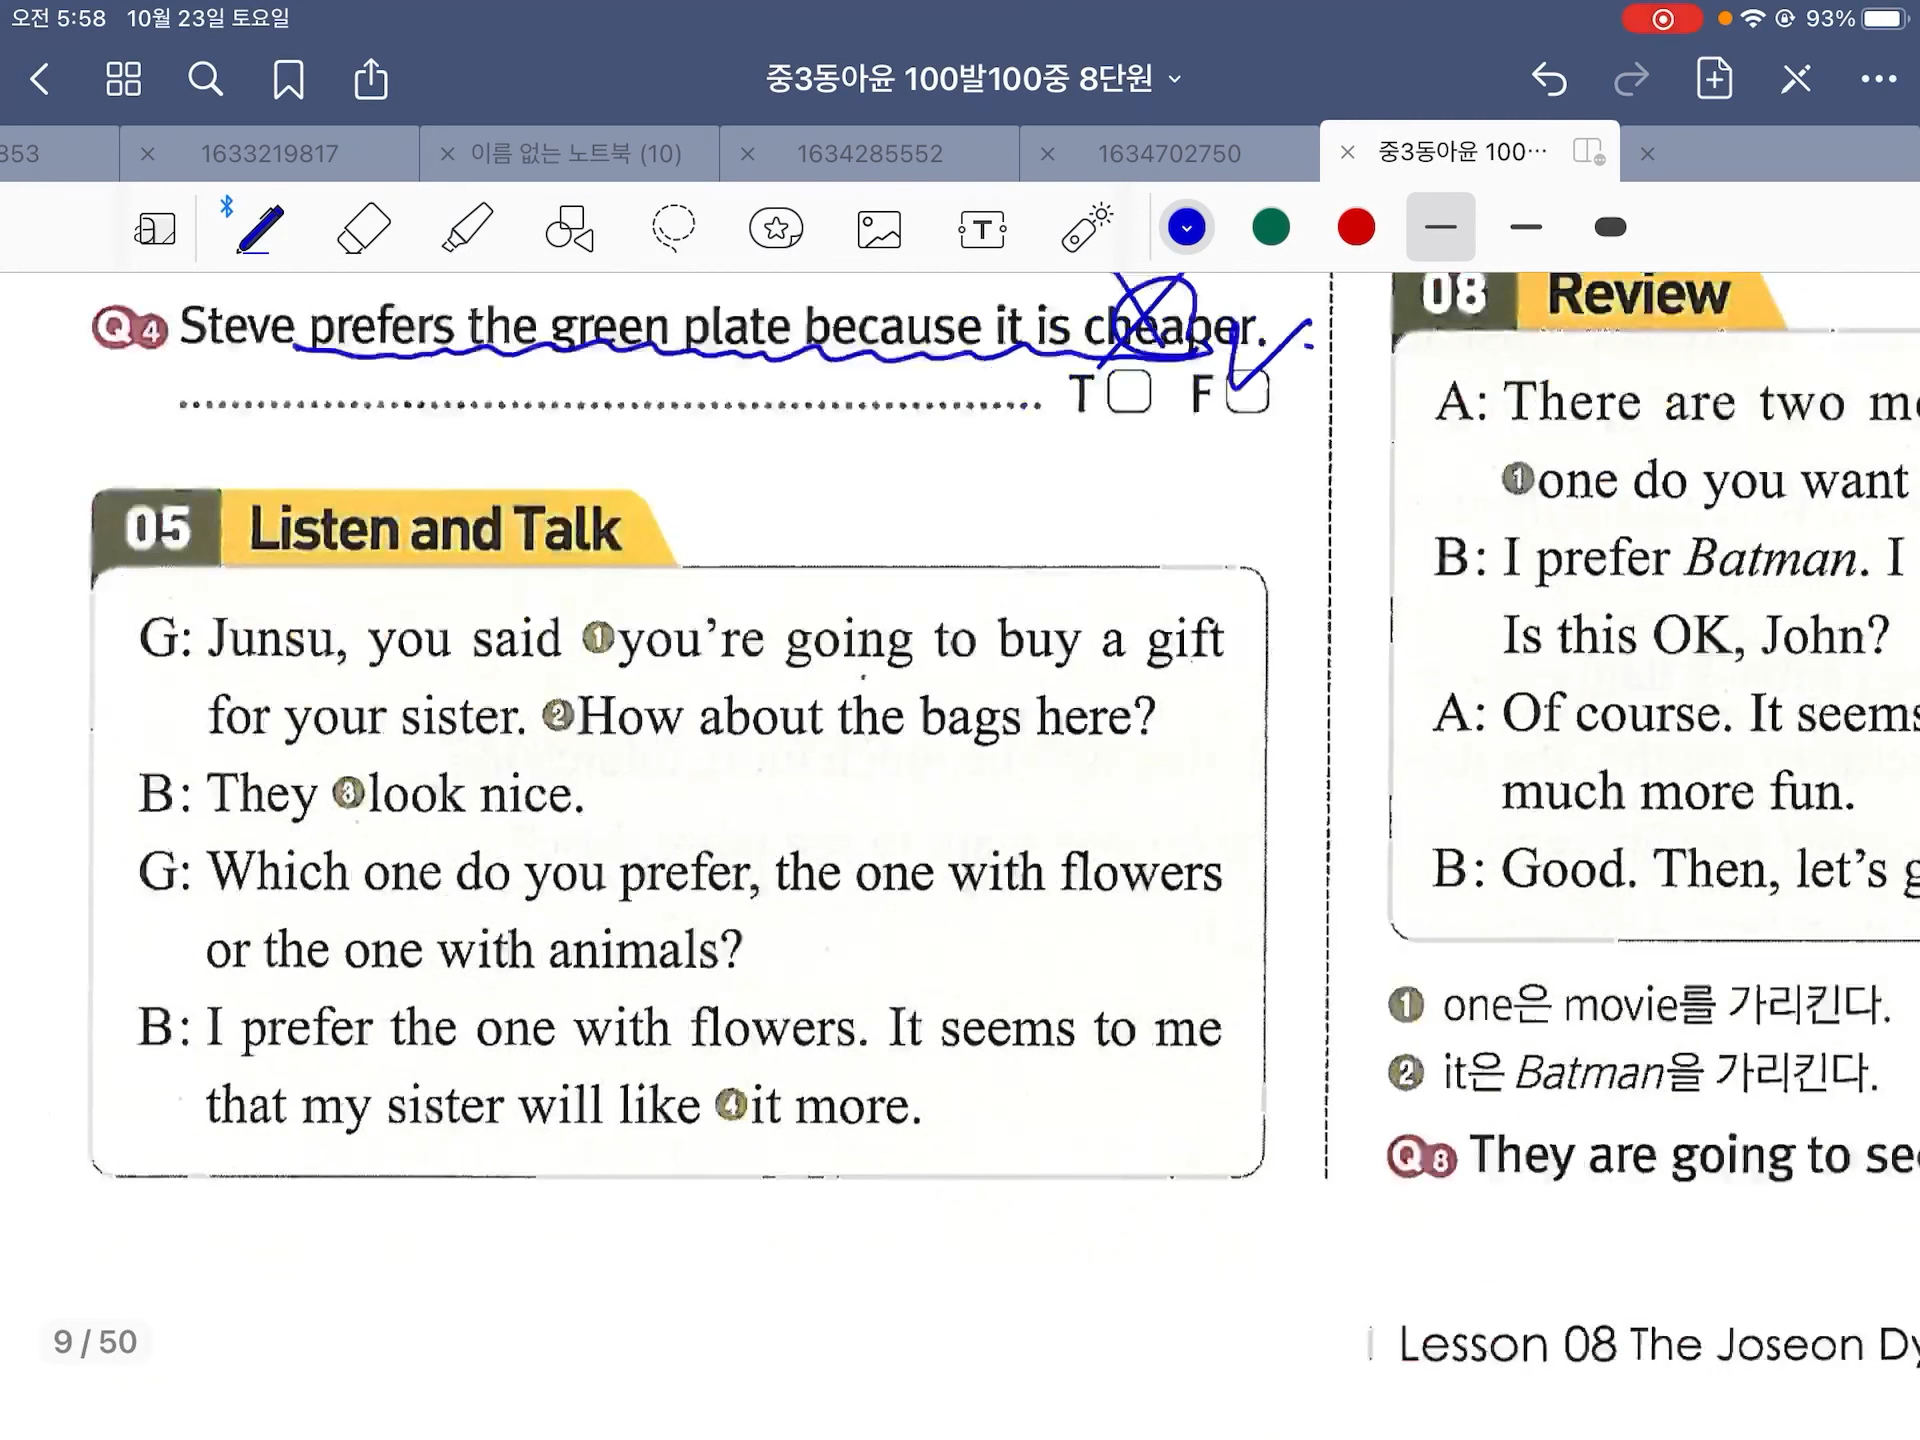 오전 5:58 10월 23일 토요일
93%
중3동아윤 100발100중 8단원
853
1633219817
이름 없는 노트북 (10)
1634285552
1634702750
중3동아윤 100…
Q4 Steve prefers the green plate because it is cheaper.
T F
05 Listen and Talk
G: Junsu, you said ①you're going to buy a gift
for your sister. ②How about the bags here?
B: They ③look nice.
G: Which one do you prefer, the one with flowers
or the one with animals?
B: I prefer the one with flowers. It seems to me
that my sister will like ④it more.
08 Review
A: There are two
①one do you want
B: I prefer Batman. I
Is this OK, John?
A: Of course. It seems
much more fun.
B: Good. Then, let's
① one은 movie를 가리킨다.
② it은 Batman을 가리킨다.
Q8 They are going to
9 / 50
Lesson 08 The Joseon